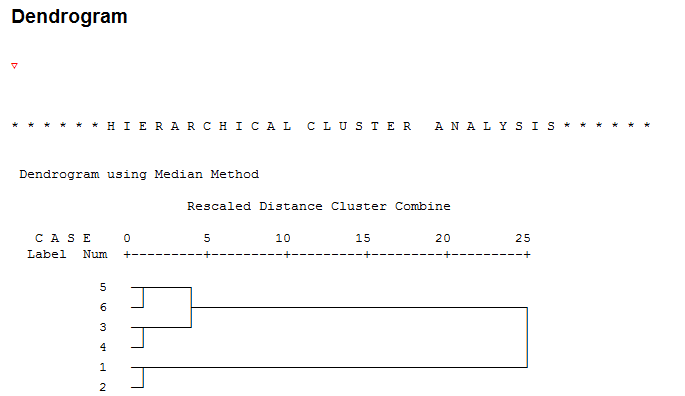 Dendrogram
* * * * * * H I E R A R C H I C A L   C L U S T E R   A N A L Y S I S * * * * * *
Dendrogram using Median Method
Rescaled Distance Cluster Combine
C A S E    0         5        10        15        20        25
Label  Num  +---------+---------+---------+---------+---------+
5
6
3
4
1
2